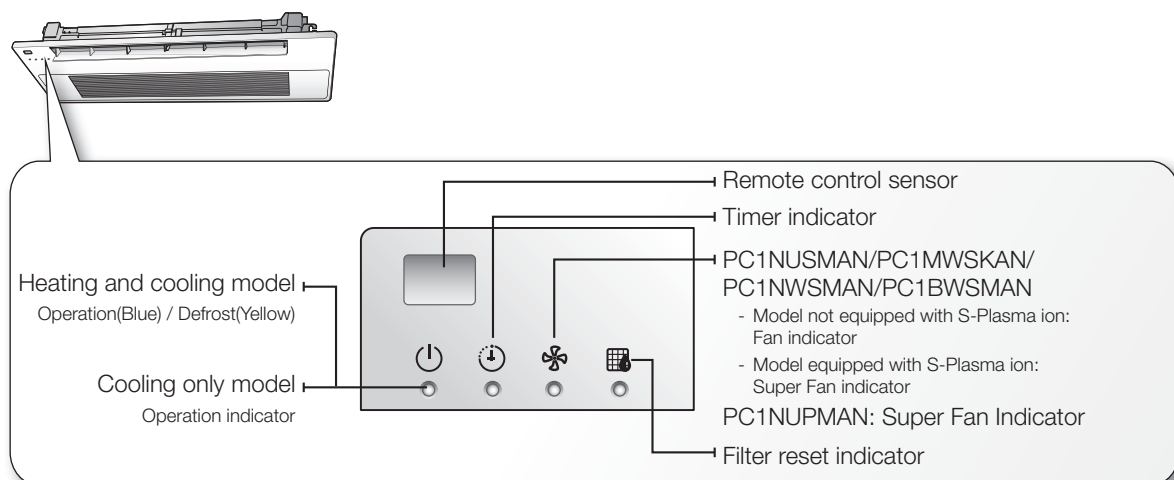 Remote control sensor
Timer indicator
PC1NUSMAN/PC1MWSKAN/
PC1NWSMAN/PC1BWSMAN
- Model not equipped with S-Plasma ion:
Fan indicator
- Model equipped with S-Plasma ion:
Super Fan indicator
PC1NUPMAN: Super Fan Indicator
Filter reset indicator
Heating and cooling model
Operation(Blue) / Defrost(Yellow)
Cooling only model
Operation indicator